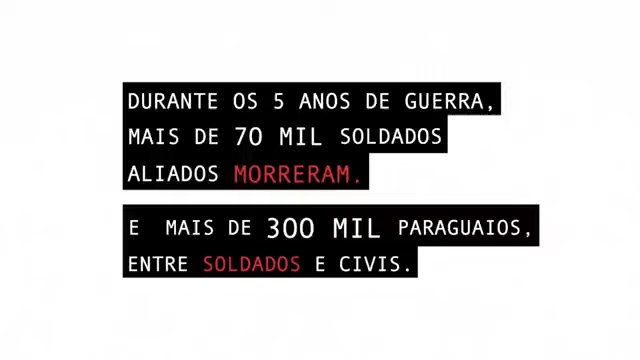 DURANTE OS 5 ANOS DE GUERRA,
MAIS DE 70 MIL SOLDADOS
ALIADOS MORRERAM.
E MAIS DE 300 MIL PARAGUAIOS,
ENTRE SOLDADOS E CIVIS.